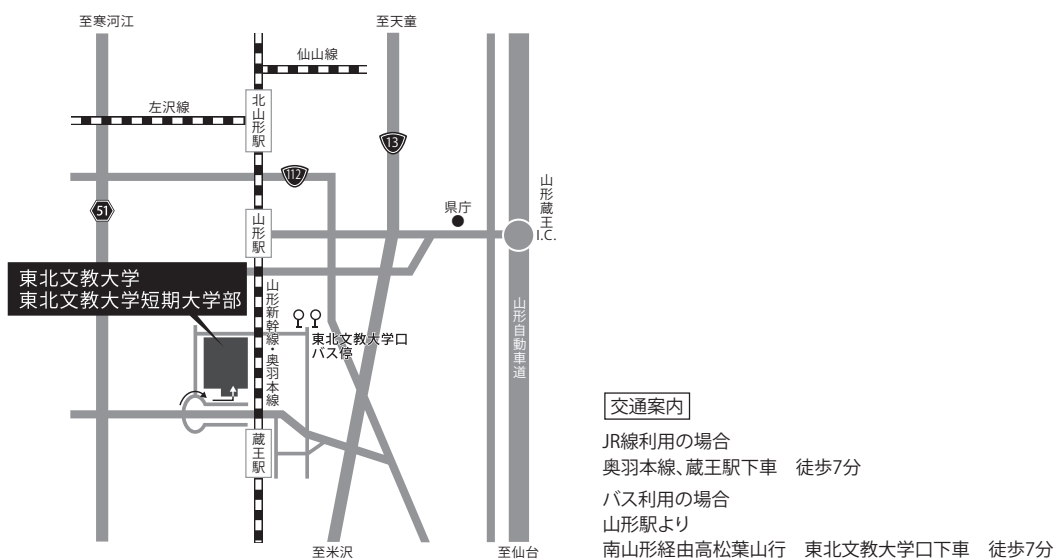 至寒河江
至天童
仙山線
左沢線
北山形駅
13
112
51
県庁
山形蔵王
I.C.
山形駅
東北文教大学
東北文教大学短期大学部
山形新幹線・奥羽本線
東北文教大学口
バス停
山形自動車道
蔵王駅
至米沢
至仙台
交通案内
JR線利用の場合
奥羽本線、蔵王駅下車　徒歩7分
バス利用の場合
山形駅より
南山形経由高松葉山行　東北文教大学口下車　徒歩7分